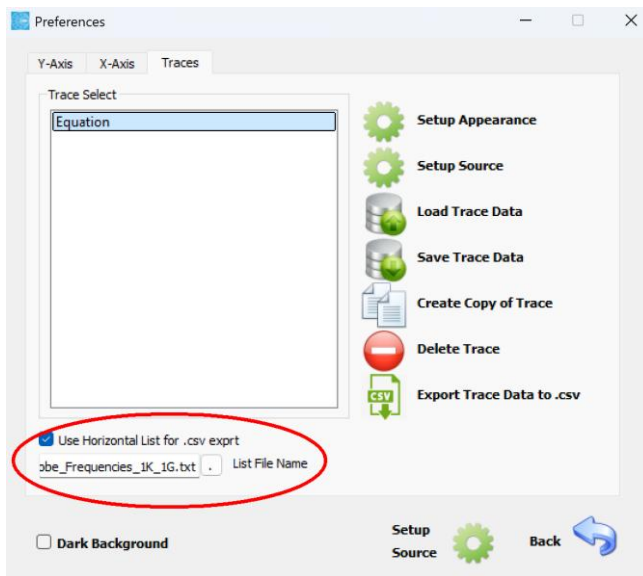 Preferences
Y-Axis X-Axis Traces
Trace Select
Equation
Setup Appearance
Setup Source
Load Trace Data
Save Trace Data
Create Copy of Trace
Delete Trace
CSV
Export Trace Data to .csv
Use Horizontal List for .csv exprt
obe_Frequencies_1K_1G.txt . List File Name
Dark Background
Setup
Source
Back